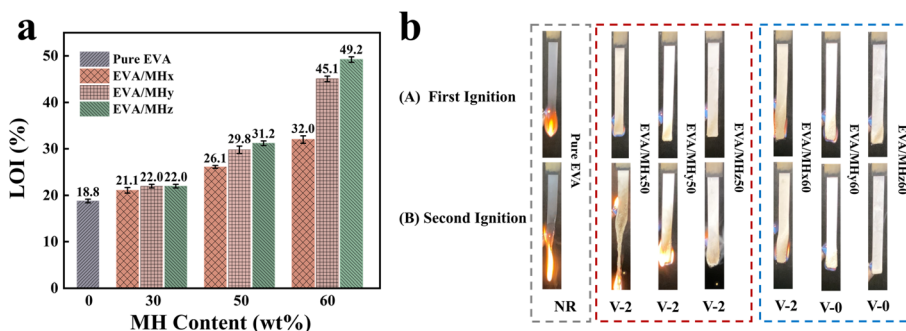 a
LOI (%)
50
40
30
20
10
0
Pure EVA
EVA/MHx
EVA/MHy
EVA/MHz
18.8
21.1
22.0
22.0
26.1
29.8
31.2
32.0
45.1
49.2
0
30
50
60
MH Content (wt%)
b
(A) First Ignition
(B) Second Ignition
Pure EVA
EVA/MHx50
EVA/MHy50
EVA/MHz50
EVA/MHx60
EVA/MHy60
EVA/MHz60
NR
V-2
V-2
V-2
V-2
V-0
V-0